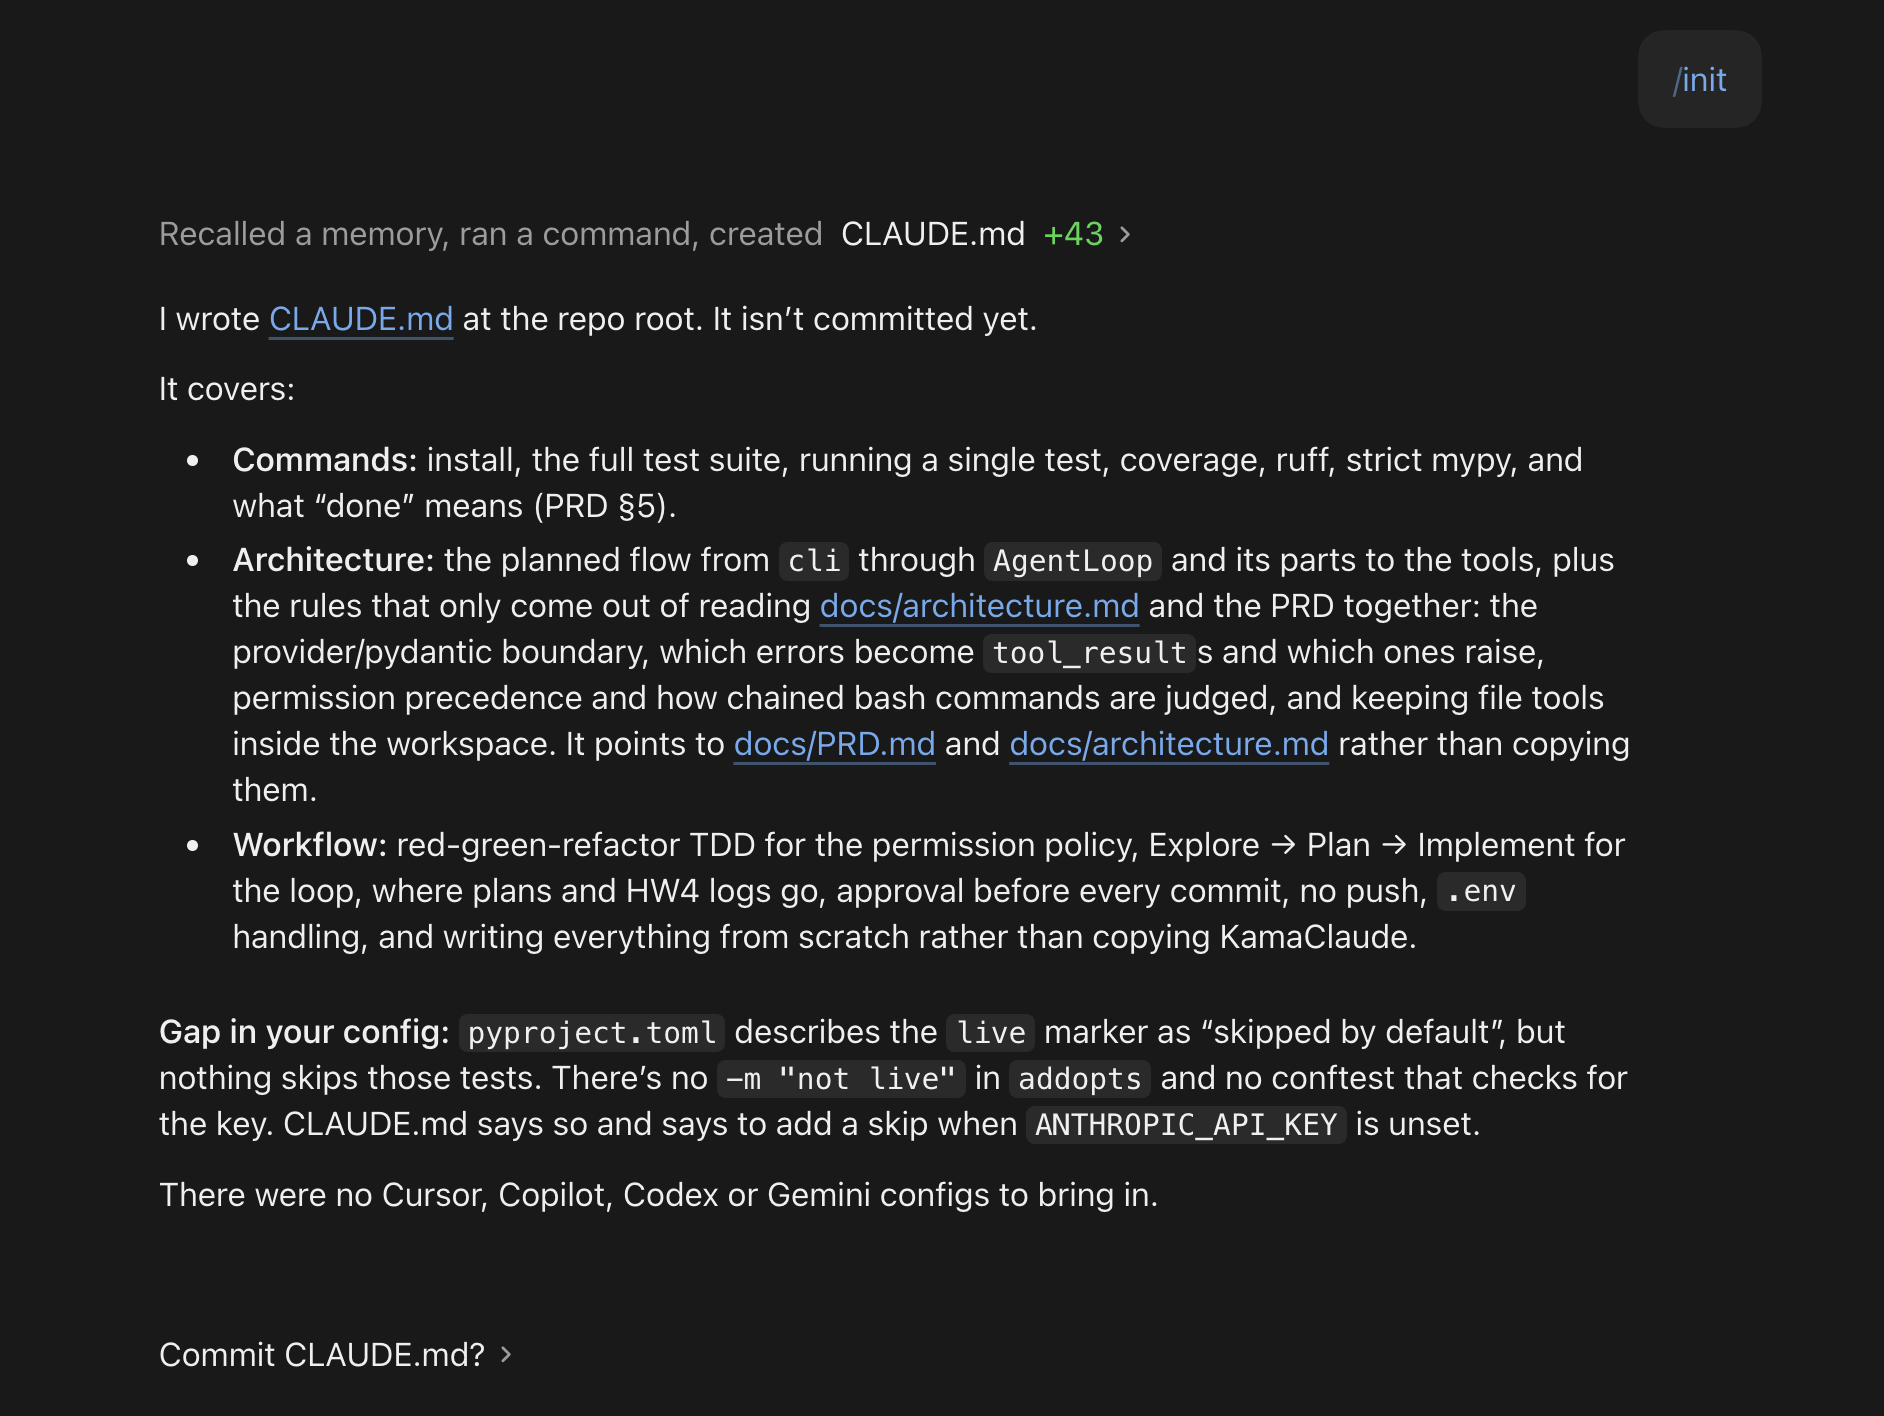 /init
Recalled a memory, ran a command, created CLAUDE.md +43 >
I wrote CLAUDE.md at the repo root. It isn’t committed yet.
It covers:
• Commands: install, the full test suite, running a single test, coverage, ruff, strict mypy, and
what “done” means (PRD §5).
• Architecture: the planned flow from cli through AgentLoop and its parts to the tools, plus
the rules that only come out of reading docs/architecture.md and the PRD together: the
provider/pydantic boundary, which errors become tool_results and which ones raise,
permission precedence and how chained bash commands are judged, and keeping file tools
inside the workspace. It points to docs/PRD.md and docs/architecture.md rather than copying
them.
• Workflow: red-green-refactor TDD for the permission policy, Explore → Plan → Implement for
the loop, where plans and HW4 logs go, approval before every commit, no push, .env
handling, and writing everything from scratch rather than copying KamaClaude.
Gap in your config: pyproject.toml describes the live marker as “skipped by default”, but
nothing skips those tests. There’s no -m "not live" in addopts and no conftest that checks for
the key. CLAUDE.md says so and says to add a skip when ANTHROPIC_API_KEY is unset.
There were no Cursor, Copilot, Codex or Gemini configs to bring in.
Commit CLAUDE.md? >